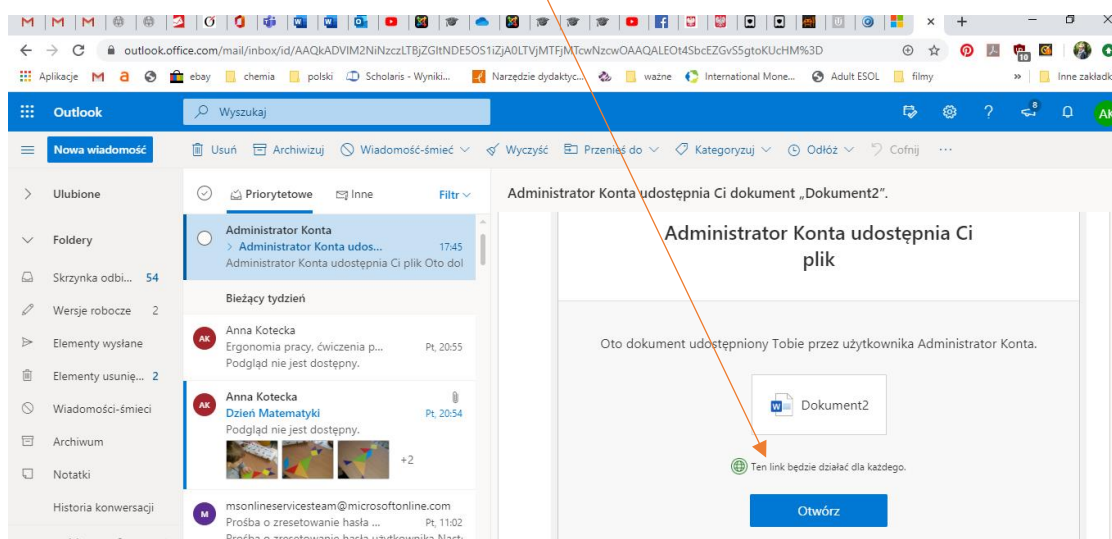 outlook.office.com/mail/inbox/id/AAQkADVIM2NiNzczLTBjZGItNDE5OS1iZjA0LTVjMTFjMTcwNzcwOAAQALEOt4SbcEZGvS5gtoKUcHM%3D
Aplikacje
ebay
chemia
polski
Scholaris - Wyniki...
Narzędzie dydaktyc...
ważne
International Mone...
Adult ESOL
filmy
»
Inne zakładk
Outlook
Wyszukaj
8
AK
Nowa wiadomość
Usuń
Archiwizuj
Wiadomość-śmieć
Wyczyść
Przenieś do
Kategoryzuj
Odłóż
Cofnij
...
Ulubione
Foldery
Skrzynka odbi... 54
Wersje robocze 2
Elementy wysłane
Elementy usunię... 2
Wiadomości-śmieci
Archiwum
Notatki
Historia konwersacji
Priorytetowe
Inne
Filtr
Administrator Konta
> Administrator Konta udos... 17:45
Administrator Konta udostępnia Ci plik Oto dol
Bieżący tydzień
AK
Anna Kotecka
Ergonomia pracy. ćwiczenia p... Pt, 20:55
Podgląd nie jest dostępny.
AK
Anna Kotecka
Dzień Matematyki Pt, 20:54
Podgląd nie jest dostępny.
+2
M
msonlineservicesteam@microsoftonline.com
Prośba o zresetowanie hasła ... Pt, 11:02
Administrator Konta udostępnia Ci dokument „Dokument2”.
Administrator Konta udostępnia Ci
plik
Oto dokument udostępniony Tobie przez użytkownika Administrator Konta.
Dokument2
Ten link będzie działać dla każdego.
Otwórz